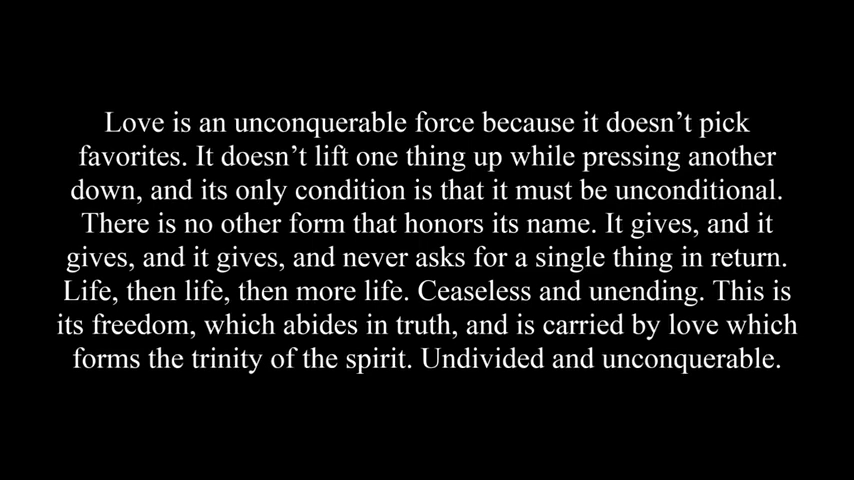 Love is an unconquerable force because it doesn’t pick
favorites. It doesn’t lift one thing up while pressing another
down, and its only condition is that it must be unconditional.
There is no other form that honors its name. It gives, and it
gives, and it gives, and never asks for a single thing in return.
Life, then life, then more life. Ceaseless and unending. This is
its freedom, which abides in truth, and is carried by love which
forms the trinity of the spirit. Undivided and unconquerable.